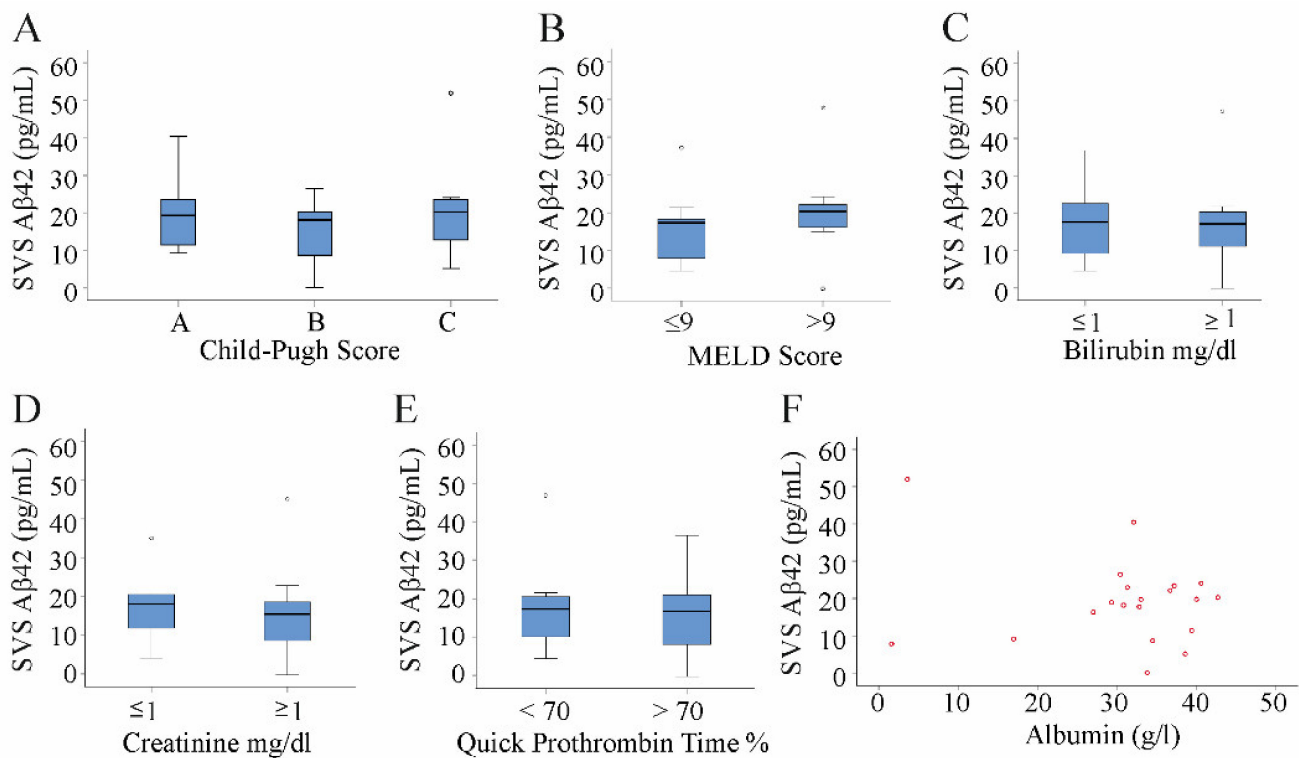 A
SVS Aβ42 (pg/mL)
60
50
40
30
20
10
0
A B C
Child-Pugh Score
B
SVS Aβ42 (pg/mL)
60
50
40
30
20
10
0
≤9 >9
MELD Score
C
SVS Aβ42 (pg/mL)
60
50
40
30
20
10
0
≤1 ≥1
Bilirubin mg/dl
D
SVS Aβ42 (pg/mL)
60
50
40
30
20
10
0
≤1 ≥1
Creatinine mg/dl
E
SVS Aβ42 (pg/mL)
60
50
40
30
20
10
0
< 70 > 70
Quick Prothrombin Time %
F
SVS Aβ42 (pg/mL)
60
50
40
30
20
10
0
0 10 20 30 40 50
Albumin (g/l)